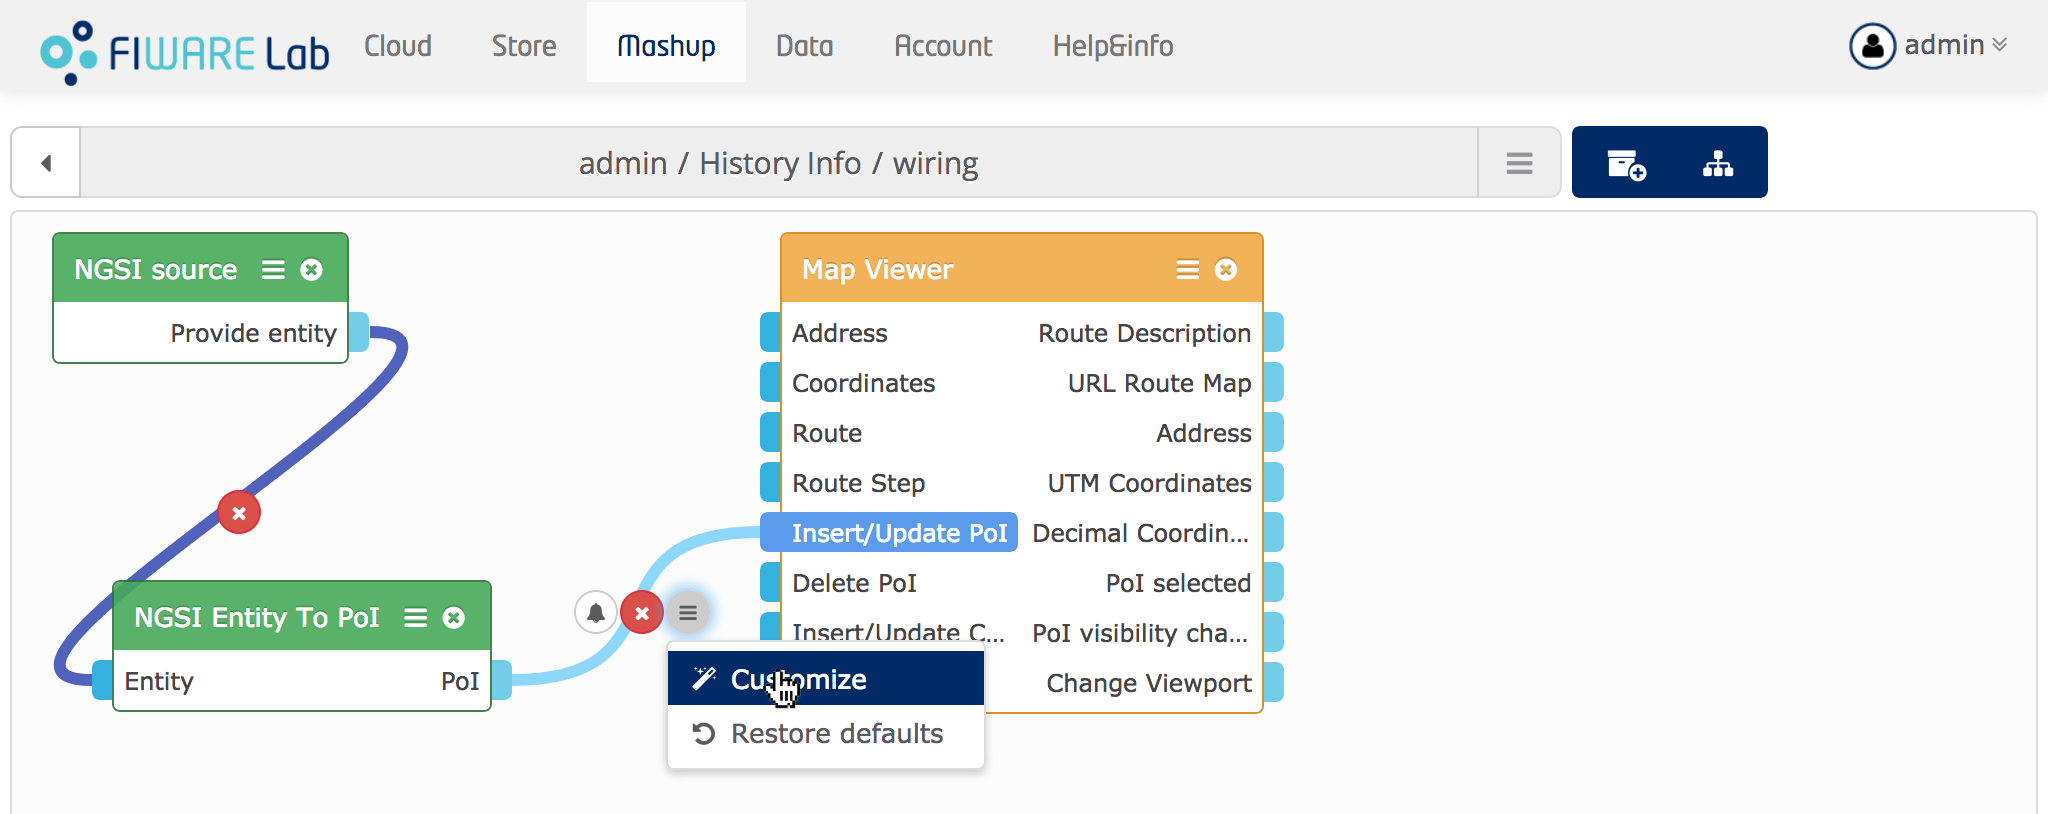 FIWARE Lab Cloud Store Mashup Data Account Help&info admin
admin / History Info / wiring
NGSI source
Provide entity
Map Viewer
Address Route Description
Coordinates URL Route Map
Route Address
Route Step UTM Coordinates
Insert/Update PoI Decimal Coordin...
Delete PoI PoI selected
Insert/Update C... PoI visibility cha...
Change Viewport
NGSI Entity To PoI
Entity PoI
Customize
Restore defaults